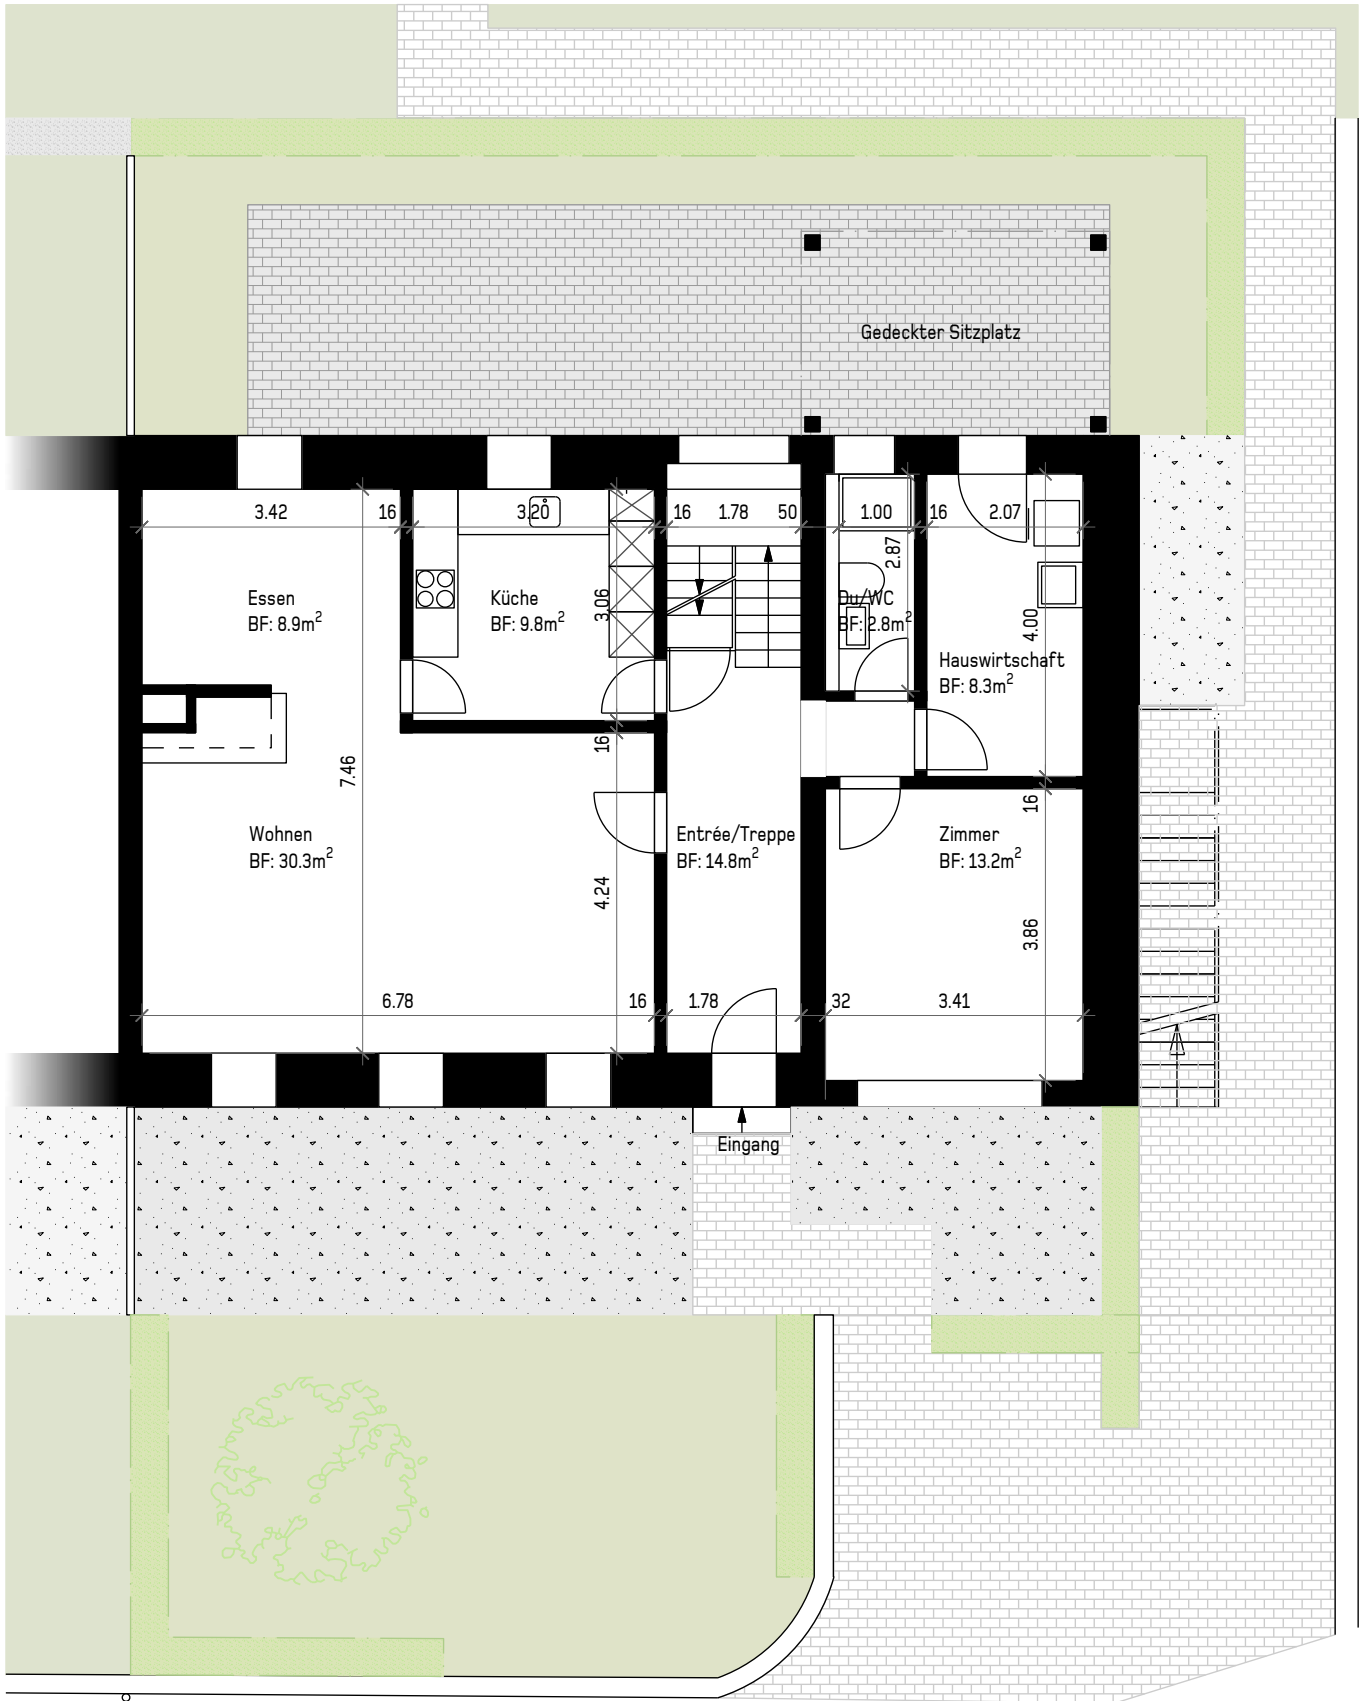 Gedeckter Sitzplatz
3.42
16
3.20
16
1.78
50
1.00
16
2.07
2.87
Essen
BF: 8.9m²
Küche
BF: 9.8m²
3.06
Du/WC
BF: 2.8m²
4.00
Hauswirtschaft
BF: 8.3m²
16
7.46
16
Wohnen
BF: 30.3m²
Entrée/Treppe
BF: 14.8m²
Zimmer
BF: 13.2m²
4.24
3.86
6.78
16
1.78
32
3.41
Eingang